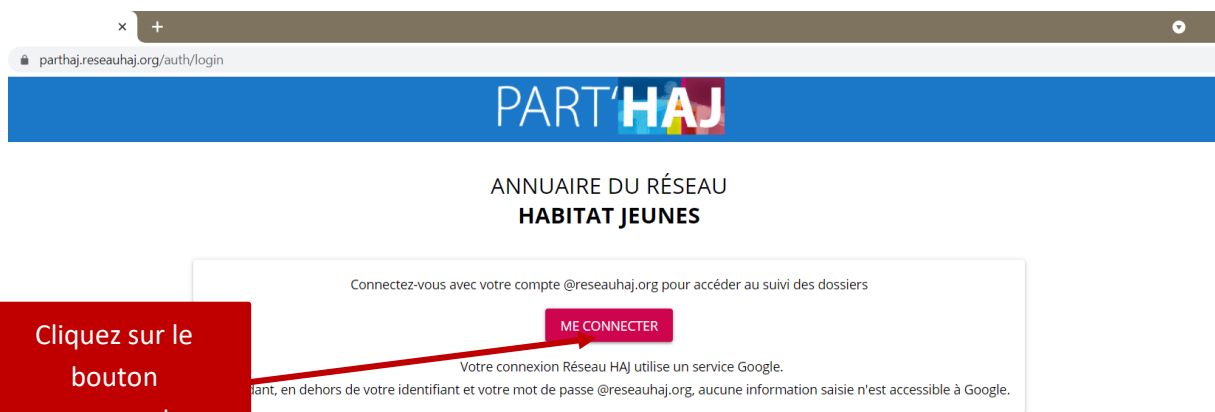 parthaj.reseauhaj.org/auth/login
PART'HAJ
ANNUAIRE DU RÉSEAU
HABITAT JEUNES
Connectez-vous avec votre compte @reseauhaj.org pour accéder au suivi des dossiers
ME CONNECTER
Votre connexion Réseau HAJ utilise un service Google.
en dehors de votre identifiant et votre mot de passe @reseauhaj.org, aucune information saisie n'est accessible à Google.
Cliquez sur le
bouton